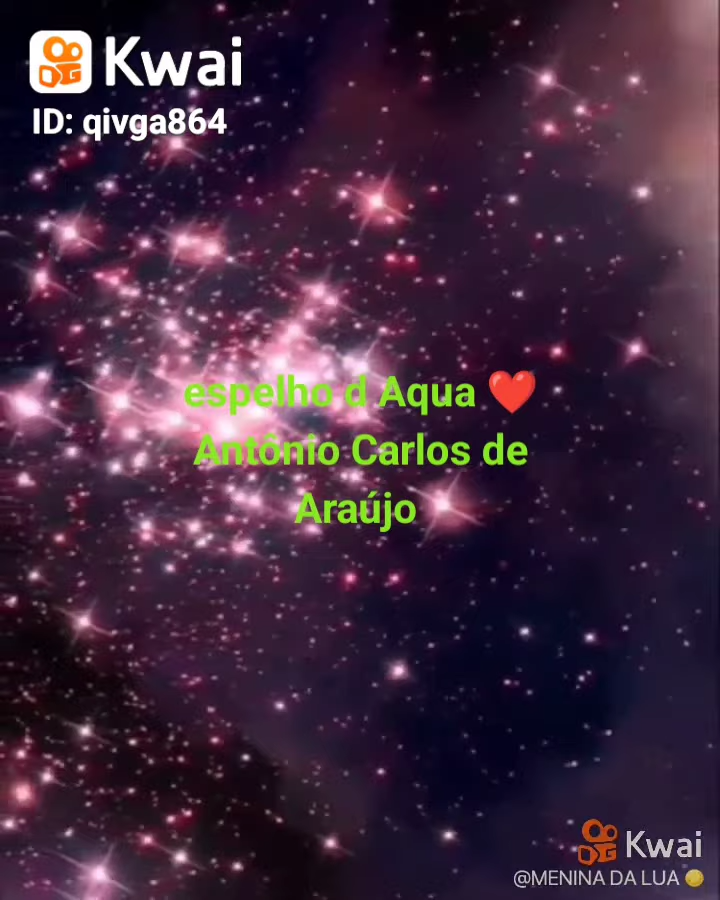 Kwai
ID: qivga864
espelho d Aqua ❤️
Antônio Carlos de
Araújo
Kwai
@MENINA DA LUA 🌕